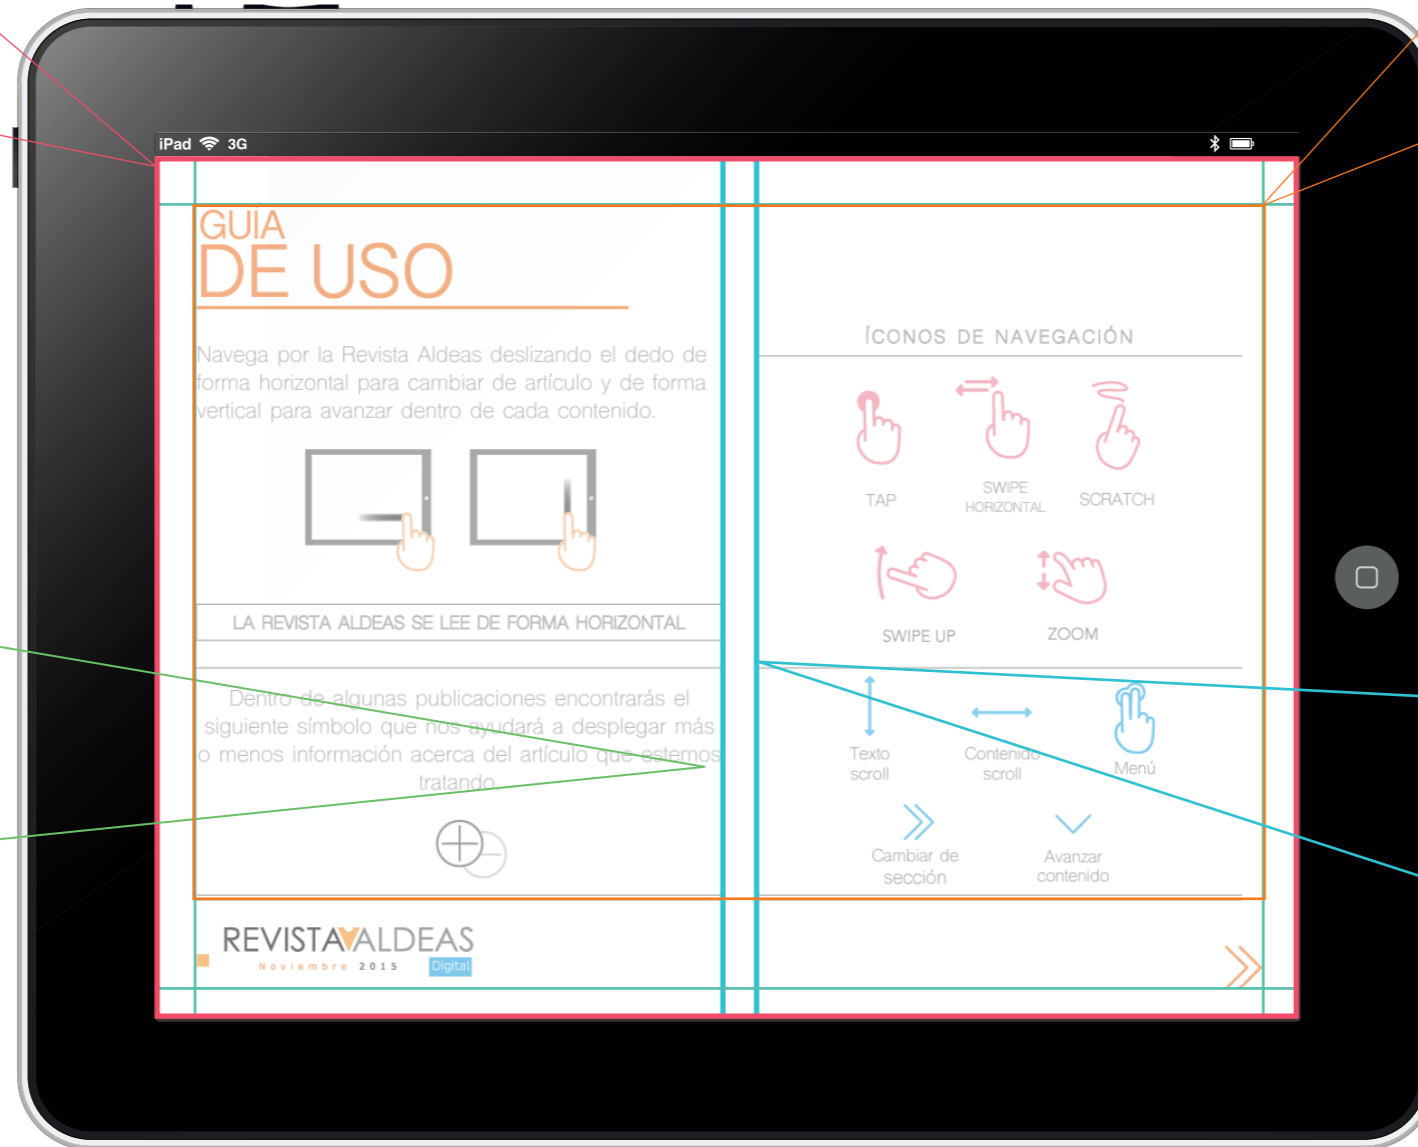 iPad 3G
GUÍA
DE USO
Navega por la Revista Aldeas deslizando el dedo de
forma horizontal para cambiar de artículo y de forma
vertical para avanzar dentro de cada contenido.
LA REVISTA ALDEAS SE LEE DE FORMA HORIZONTAL
Dentro de algunas publicaciones encontrarás el
siguiente símbolo que nos ayudará a desplegar más
o menos información acerca del artículo que estemos
tratando.
REVISTA ALDEAS
Noviembre 2015 Digital
ÍCONOS DE NAVEGACIÓN
TAP
SWIPE
HORIZONTAL
SCRATCH
SWIPE UP
ZOOM
Texto
scroll
Contenido
scroll
Menú
Cambiar de
sección
Avanzar
contenido